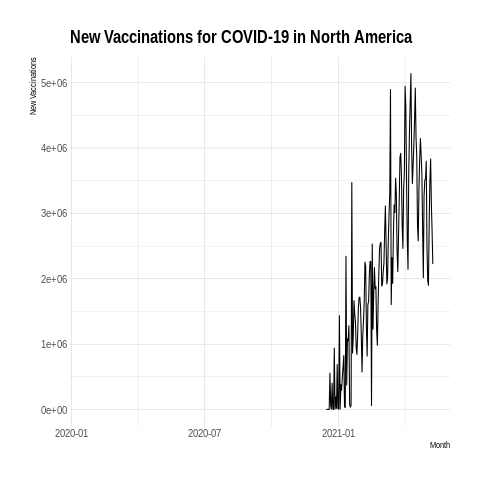 New Vaccinations for COVID-19 in North America
New Vaccinations
5e+06
4e+06
3e+06
2e+06
1e+06
0e+00
2020-01 2020-07 2021-01
Month